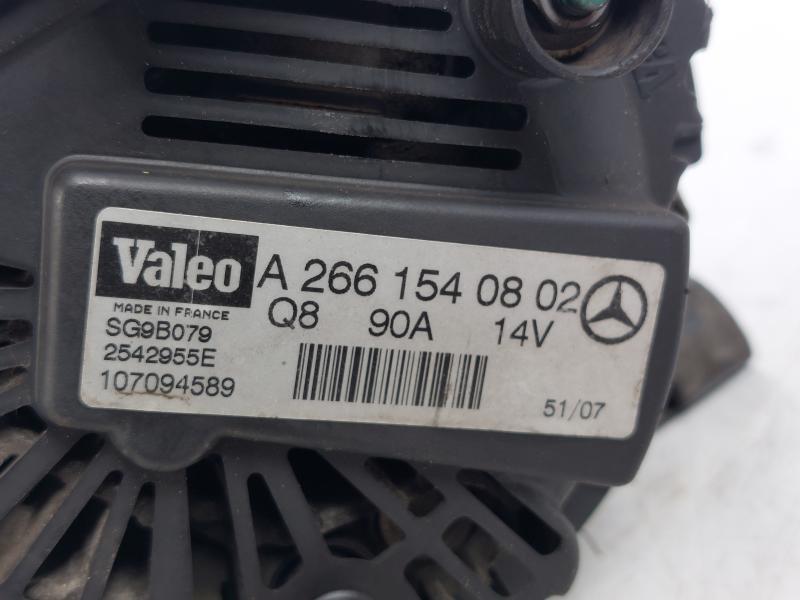 Valeo A 266 154 08 02
MADE IN FRANCE Q8 90A 14V
SG9B079
2542955E
107094589 51/07